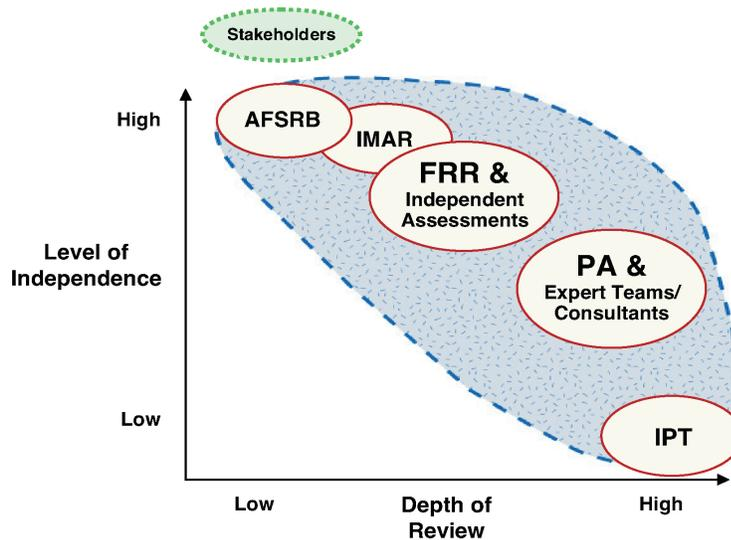 Stakeholders
High
AFSRB
IMAR
FRR &
Independent
Assessments
Level of
Independence
PA &
Expert Teams/
Consultants
Low
IPT
Low
Depth of
Review
High